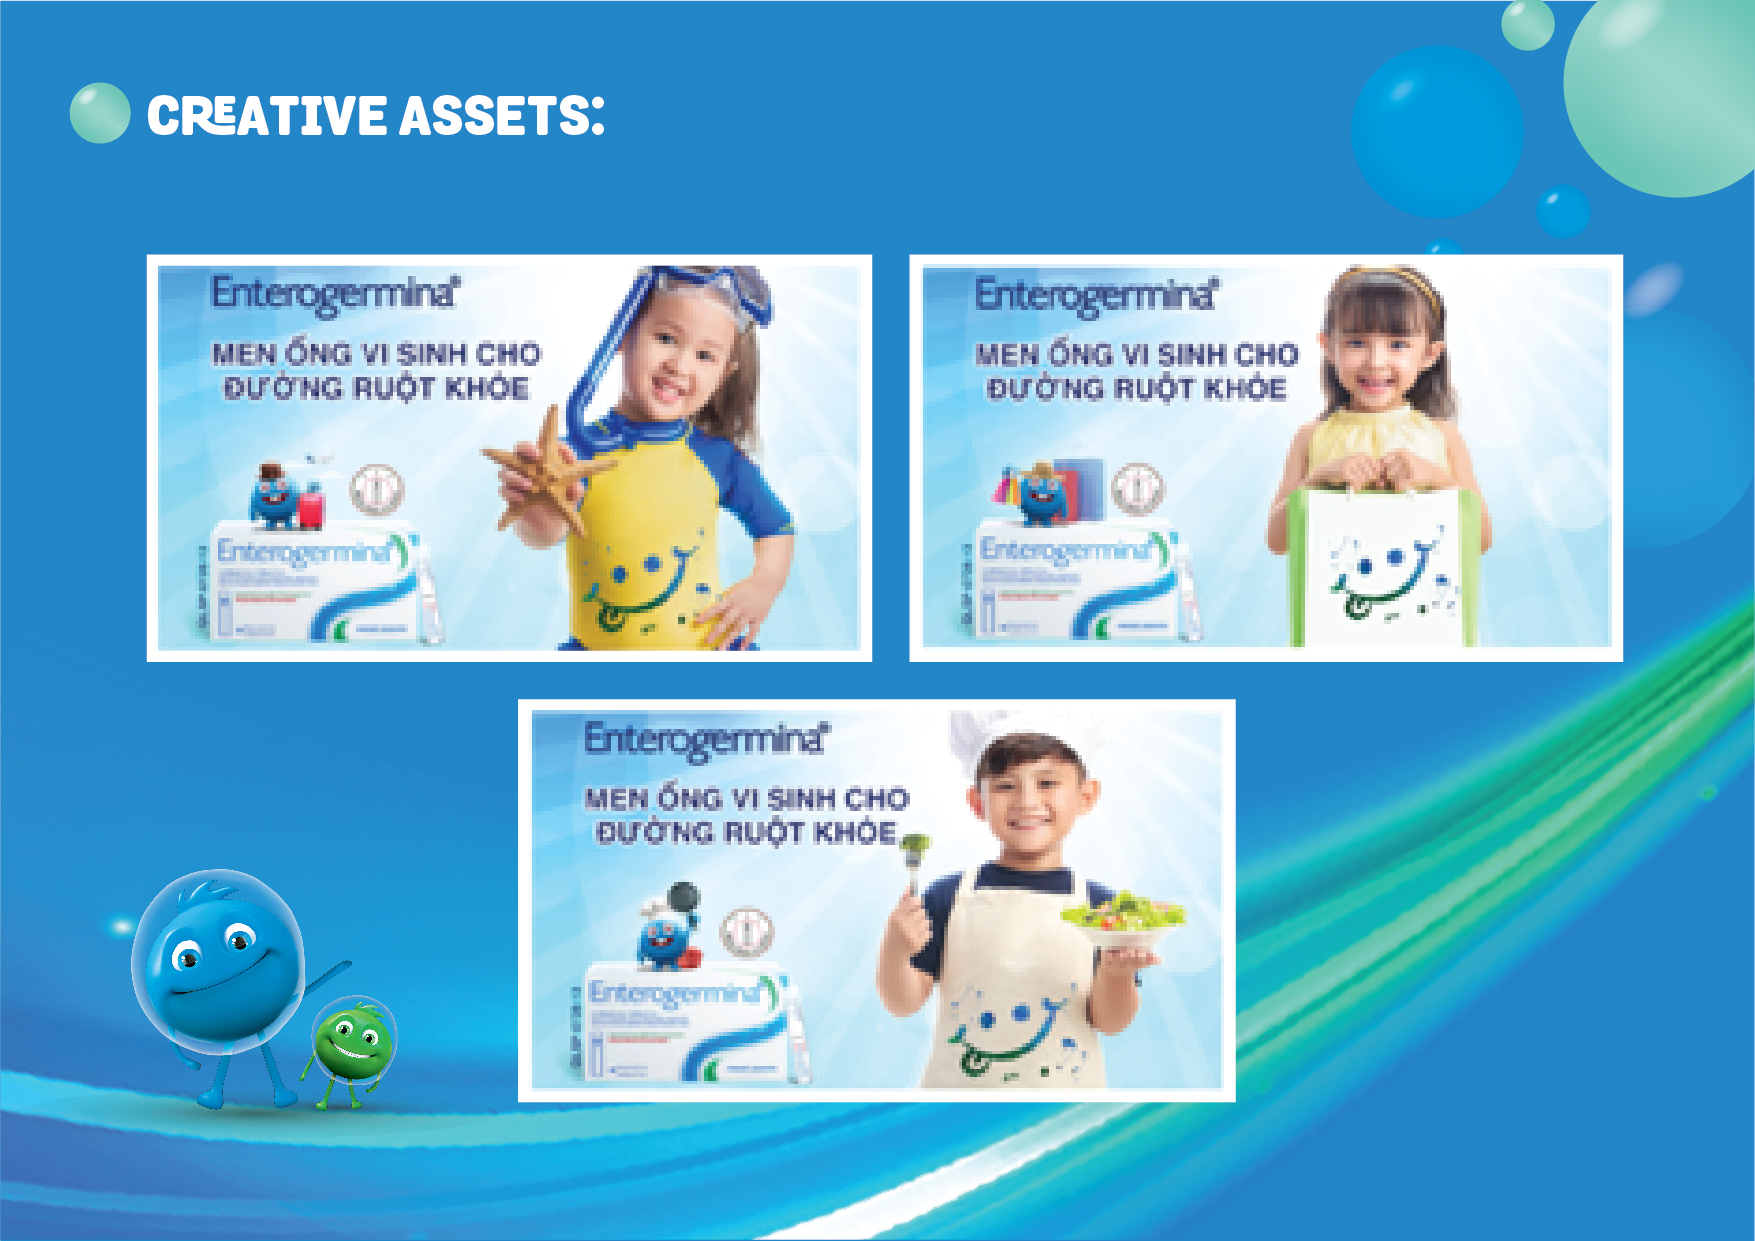 CREATIVE ASSETS:
Enterogermina®
MEN ỐNG VI SINH CHO
ĐƯỜNG RUỘT KHỎE
Enterogermina
Enterogermina®
MEN ỐNG VI SINH CHO
ĐƯỜNG RUỘT KHỎE
Enterogermina
Enterogermina®
MEN ỐNG VI SINH CHO
ĐƯỜNG RUỘT KHỎE
Enterogermina